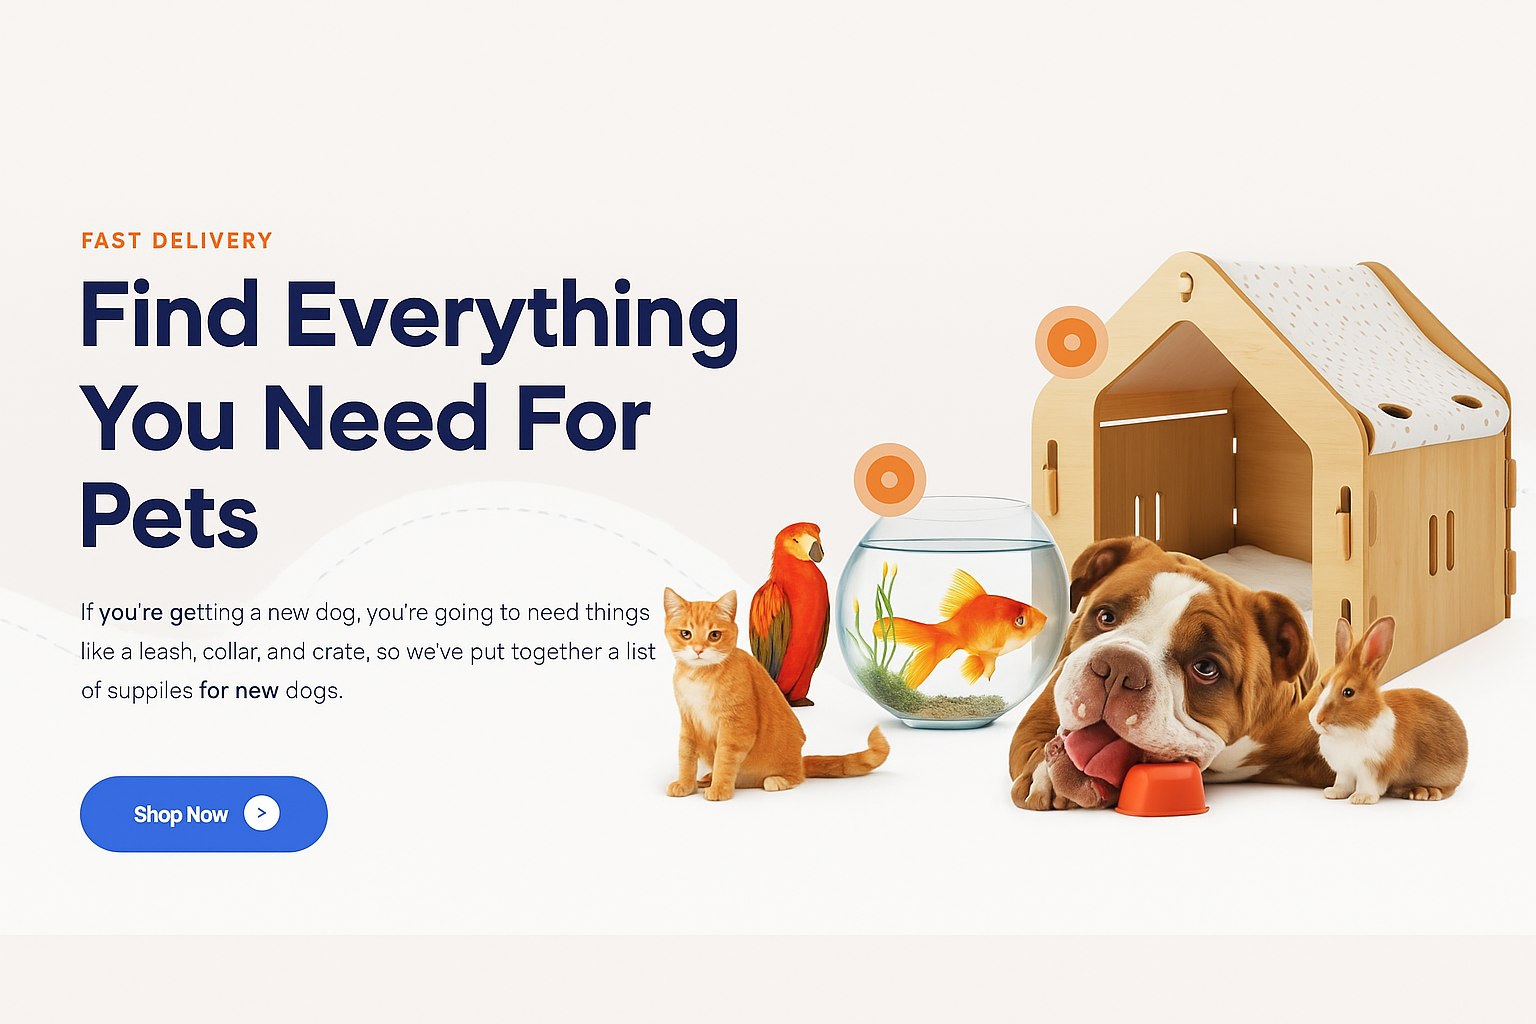 FAST DELIVERY
Find Everything
You Need For
Pets
If you're getting a new dog, you're going to need things
like a leash, collar, and crate, so we've put together a list
of suppiles for new dogs.
Shop Now >